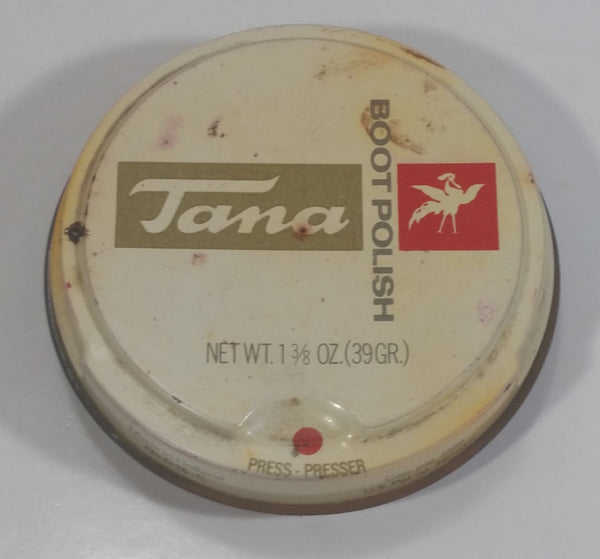 Tana
BOOT POLISH
NET WT. 1 3/8 OZ. (39 GR.)
PRESS - PRESSER